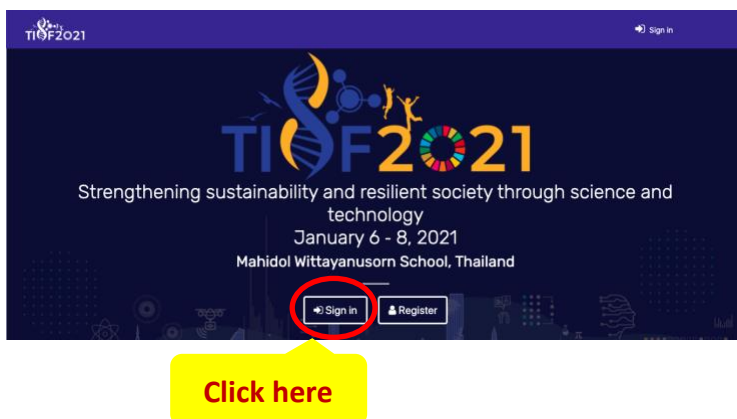 TISF2021
Sign in
TISF2021
Strengthening sustainability and resilient society through science and
technology
January 6 - 8, 2021
Mahidol Wittayanusorn School, Thailand
Sign in
Register
Click here